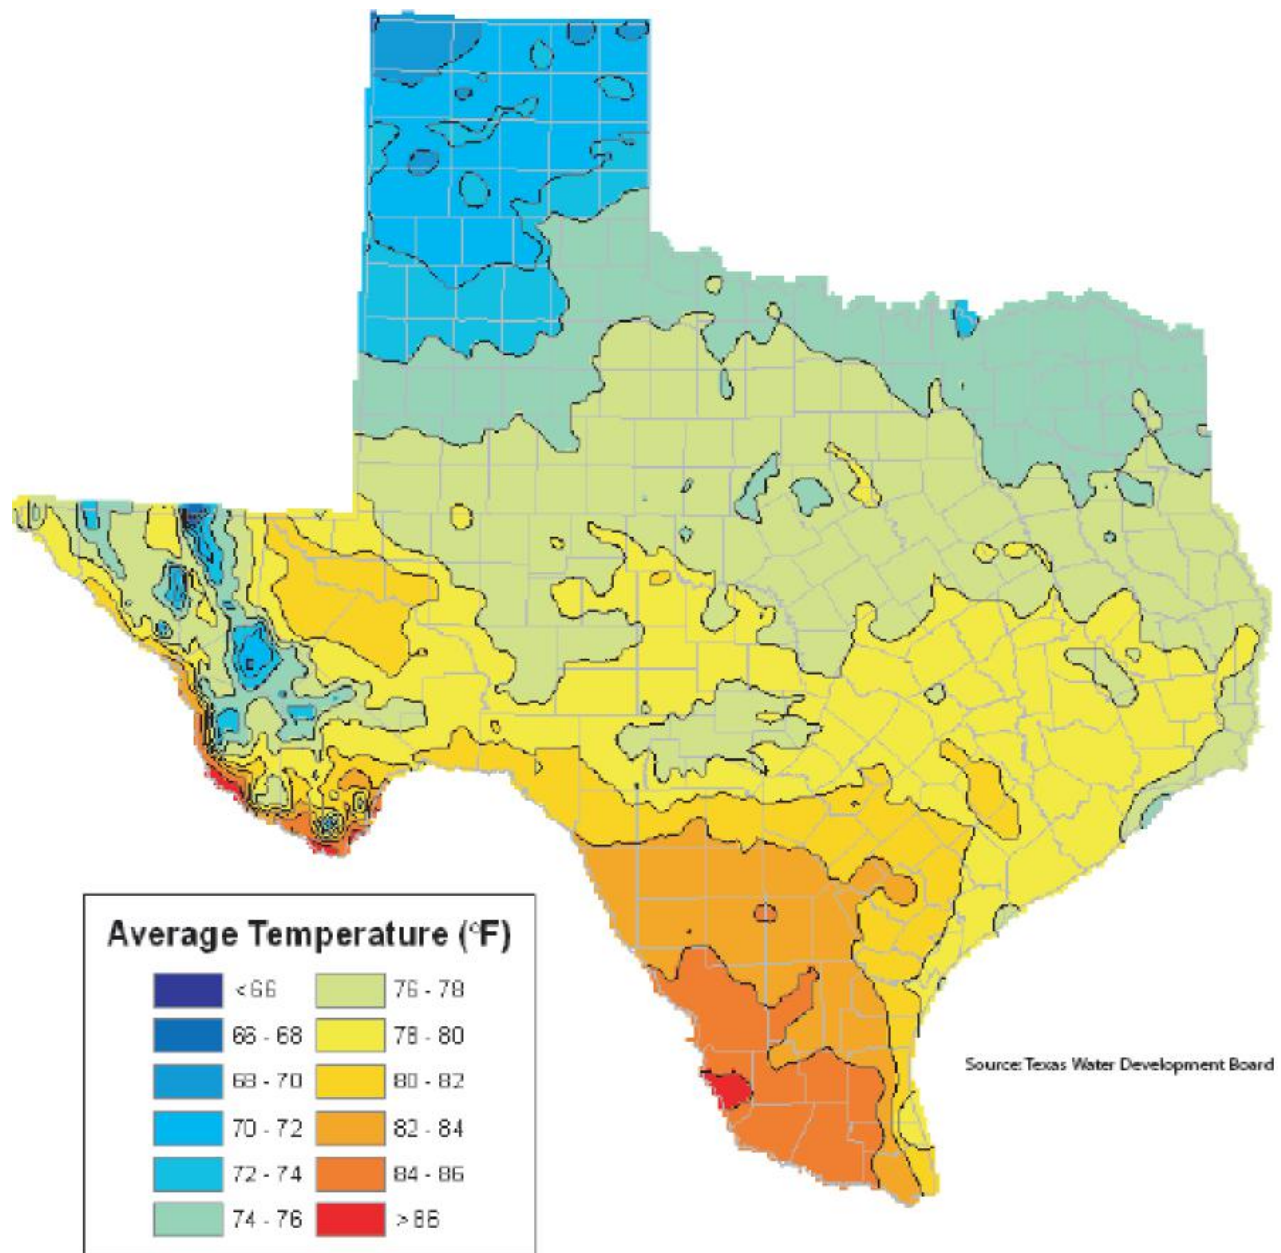 Average Temperature (°F)
<66
66 - 68
68 - 70
70 - 72
72 - 74
74 - 76
76 - 78
78 - 80
80 - 82
82 - 84
84 - 86
>86
Source: Texas Water Development Board